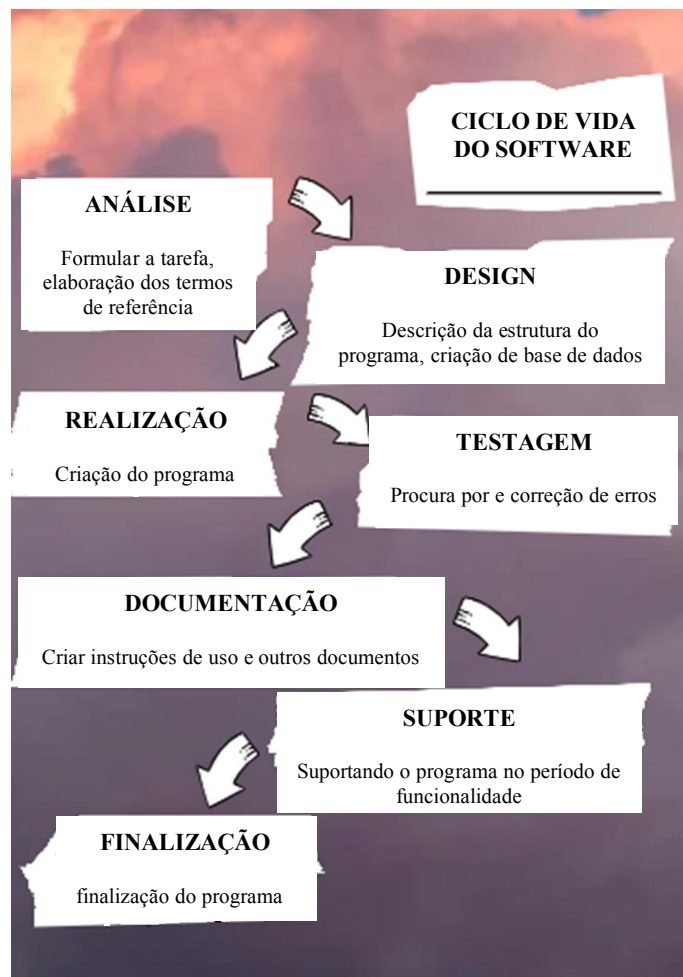 CICLO DE VIDA
DO SOFTWARE
ANÁLISE
Formular a tarefa,
elaboração dos termos
de referência
DESIGN
Descrição da estrutura do
programa, criação de base de dados
REALIZAÇÃO
Criação do programa
TESTAGEM
Procura por e correção de erros
DOCUMENTAÇÃO
Criar instruções de uso e outros documentos
SUPORTE
Suportando o programa no período de
funcionalidade
FINALIZAÇÃO
finalização do programa